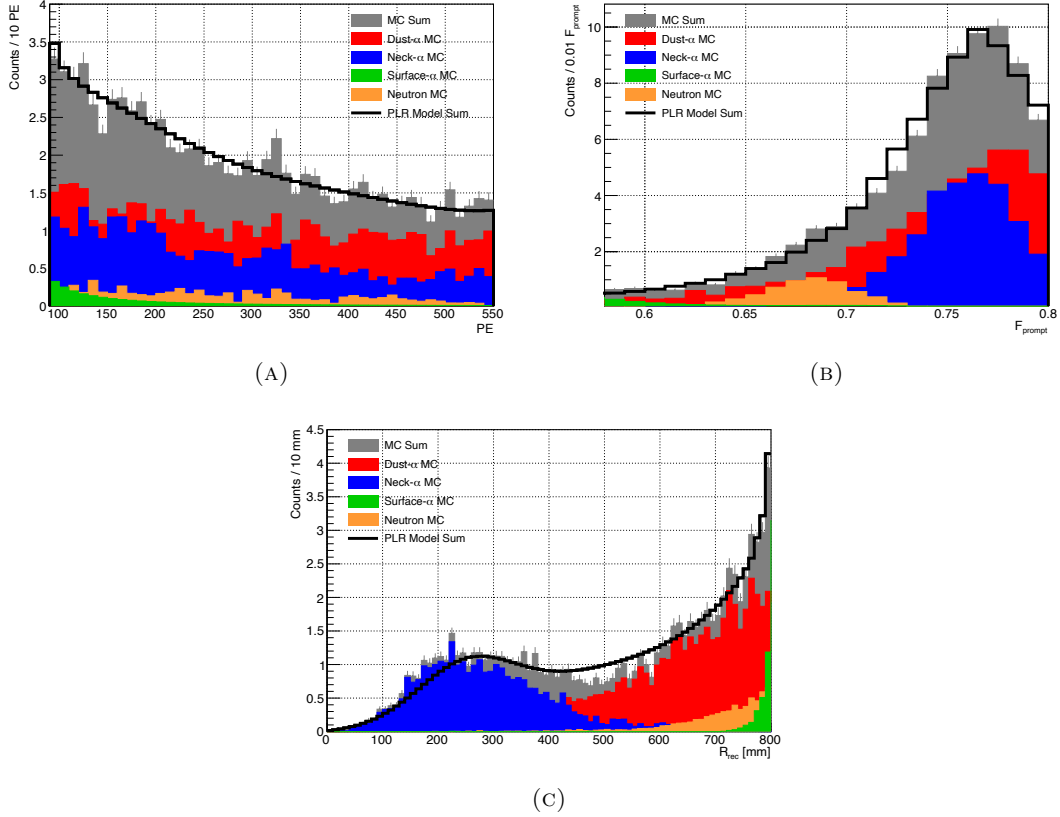 Counts / 10 PE
4
3.5
3
2.5
2
1.5
1
0.5
0
MC Sum
Dust-α MC
Neck-α MC
Surface-α MC
Neutron MC
PLR Model Sum
100 150 200 250 300 350 400 450 500 550
PE
(A)
Counts / 0.01 F_prompt
10
8
6
4
2
MC Sum
Dust-α MC
Neck-α MC
Surface-α MC
Neutron MC
PLR Model Sum
0.6 0.65 0.7 0.75 0.8
F_prompt
(B)
Counts / 10 mm
4.5
4
3.5
3
2.5
2
1.5
1
0.5
0
MC Sum
Dust-α MC
Neck-α MC
Surface-α MC
Neutron MC
PLR Model Sum
0 100 200 300 400 500 600 700 800
R_rec [mm]
(C)